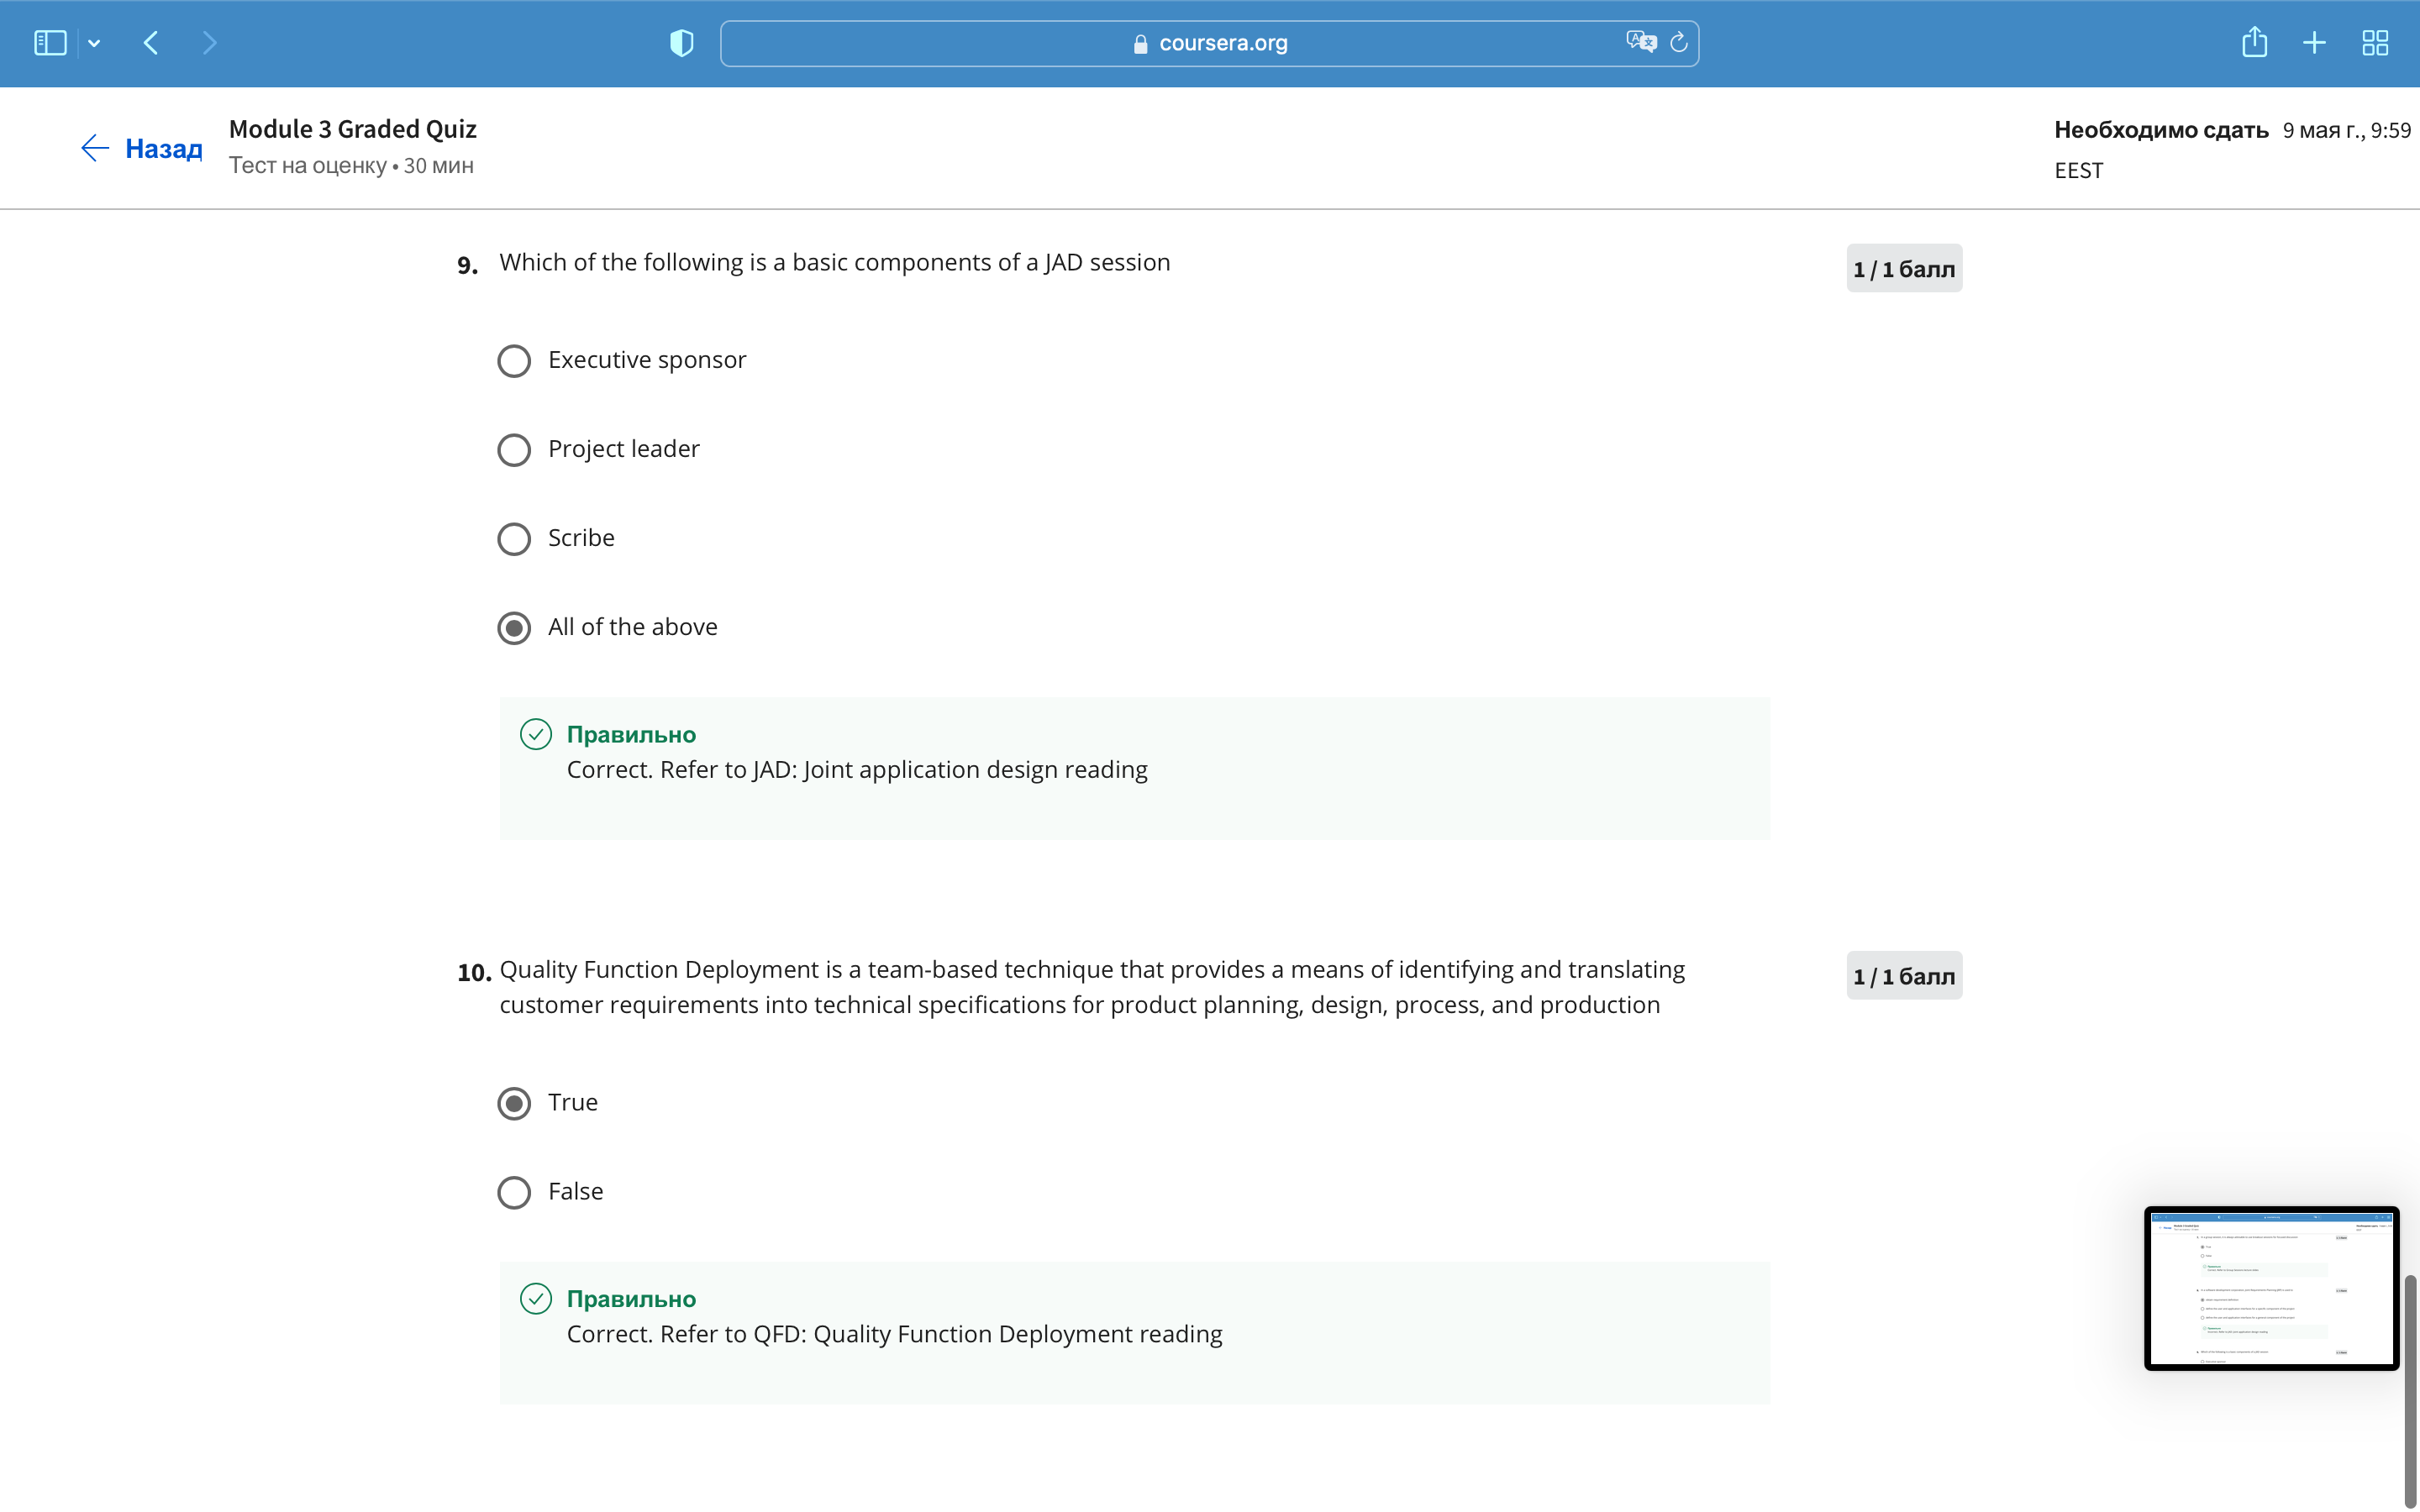 coursera.org
Назад
Module 3 Graded Quiz
Тест на оценку • 30 мин
Необходимо сдать 9 мая г., 9:59
EEST
9. Which of the following is a basic components of a JAD session
1 / 1 балл
Executive sponsor
Project leader
Scribe
All of the above
Правильно
Correct. Refer to JAD: Joint application design reading
10. Quality Function Deployment is a team-based technique that provides a means of identifying and translating
customer requirements into technical specifications for product planning, design, process, and production
1 / 1 балл
True
False
Правильно
Correct. Refer to QFD: Quality Function Deployment reading